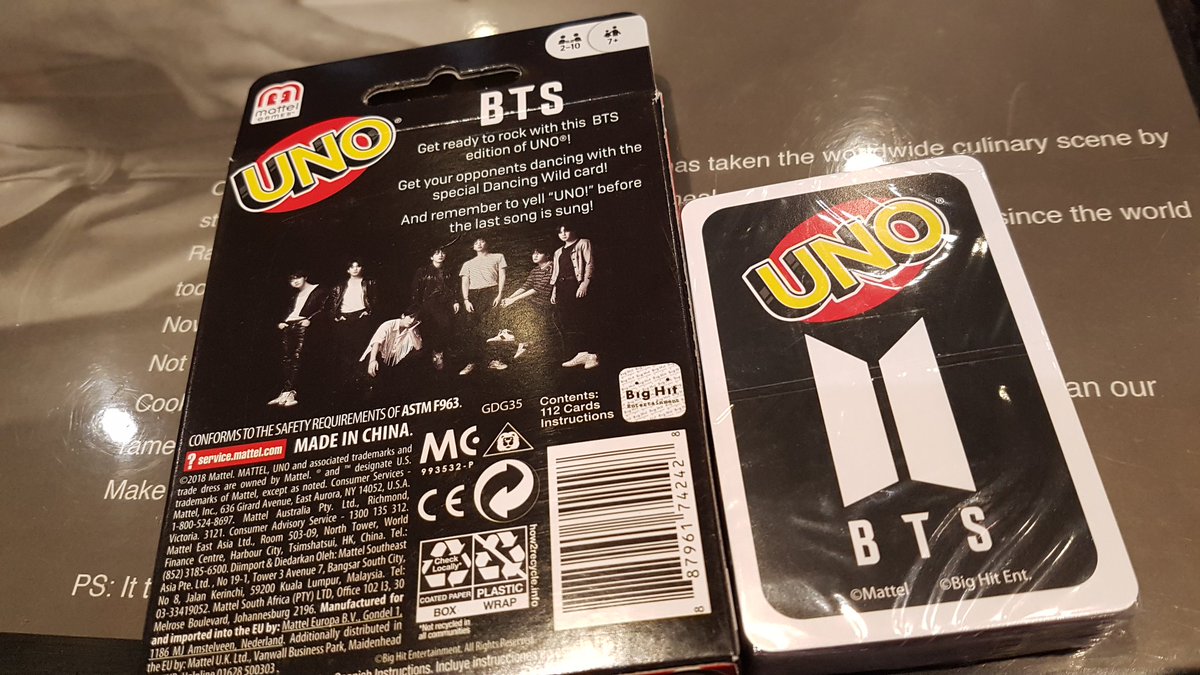 2-10
7+
mattel
GAMES
UNO®
BTS
Get ready to rock with this BTS
edition of UNO®!
Get your opponents dancing with the
special Dancing Wild card!
And remember to yell "UNO!" before
the last song is sung!
CONFORMS TO THE SAFETY REQUIREMENTS OF ASTM F963.
GDG35
Contents:
112 Cards
Instructions
Big Hit
Entertainment
? service.mattel.com
MADE IN CHINA.
©2018 Mattel. MATTEL, UNO and associated trademarks and
trade dress are owned by Mattel. ® and ™ designate U.S.
trademarks of Mattel, except as noted. Consumer Services -
Mattel, Inc., 636 Girard Avenue, East Aurora, NY 14052, U.S.A.
1-800-524-8697. Mattel Australia Pty. Ltd., Richmond,
Victoria. 3121. Consumer Advisory Service - 1300 135 312.
Mattel East Asia Ltd., Room 503-09, North Tower, World
Finance Centre, Harbour City, Tsimshatsui, HK, China. Tel.:
(852) 3185-6500. Diimport & Diedarkan Oleh: Mattel Southeast
Asia Pte. Ltd., No 19-1, Tower 3 Avenue 7, Bangsar South City,
No 8, Jalan Kerinchi, 59200 Kuala Lumpur, Malaysia. Tel:
03-33419052. Mattel South Africa (PTY) LTD, Office 102 I3, 30
Melrose Boulevard, Johannesburg 2196. Manufactured for
and imported into the EU by: Mattel Europa B.V., Gondel 1,
1186 MJ Amstelveen, Nederland. Additionally distributed in
the EU by: Mattel U.K. Ltd., Vanwall Business Park, Maidenhead
Helpline 01628 500303.
MC
993532-P
CE
Check
Locally*
COATED PAPER
BOX
PLASTIC
WRAP
*Not recycled in
all communities
how2recycle.info
8
87961 74242
8
©Big Hit Entertainment. All Rights Reserved.
Instructions. Incluye instrucciones
UNO®
BTS
©Mattel
©Big Hit Ent.
as taken the worldwide culinary scene by
since the world
too
Not
an our
Make
PS: It